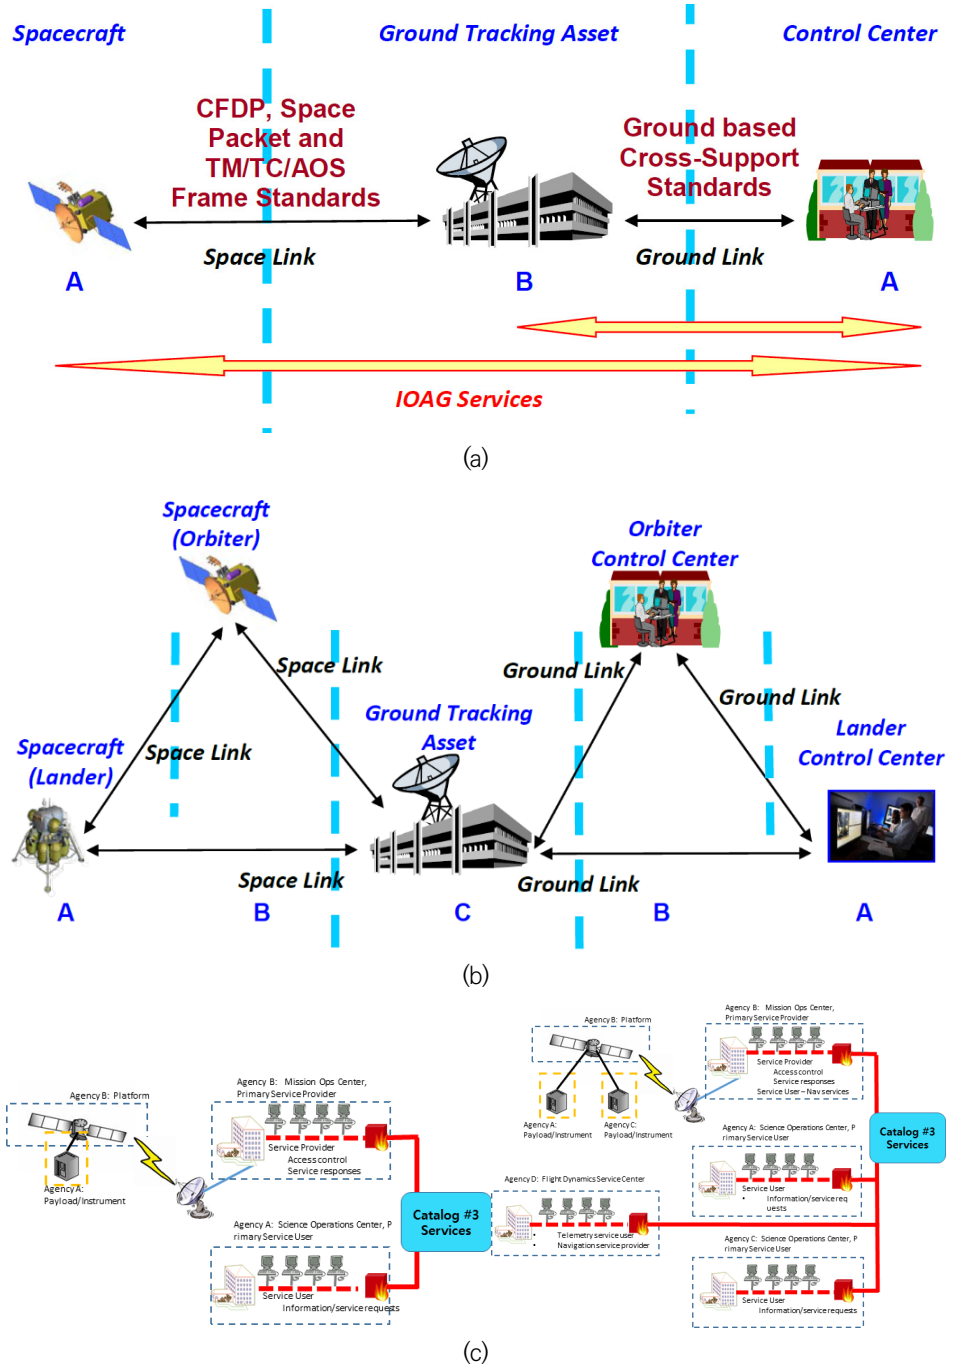 Spacecraft
Ground Tracking Asset
Control Center
CFDP, Space
Packet and
TM/TC/AOS
Frame Standards
Ground based
Cross-Support
Standards
Space Link
Ground Link
A
B
A
IOAG Services
(a)
Spacecraft
(Orbiter)
Orbiter
Control Center
Space Link
Ground Link
Ground Link
Ground Tracking
Asset
Spacecraft
(Lander)
Space Link
Lander
Control Center
Space Link
Ground Link
A
B
C
B
A
(b)
Agency B: Platform
Agency B: Mission Ops Center,
Primary Service Provider
Service Provider
Access control
Service responses
Agency A:
Payload/Instrument
Agency A: Science Operations Center, P
rimary Service User
Service User
Information/service requests
Catalog #3
Services
Agency B: Platform
Agency A:
Payload/Instrument
Agency C:
Payload/Instrument
Agency B: Mission Ops Center,
Primary Service Provider
Service Provider
Access control
Service responses
Service User – Nav services
Agency A: Science Operations Center, P
rimary Service User
Service User
• Information/service req
uests
Catalog #3
Services
Agency D: Flight Dynamics Service Center
• Telemetry service user
• Navigation service provider
Agency C: Science Operations Center, P
rimary Service User
Service User
Information/service requests
(c)